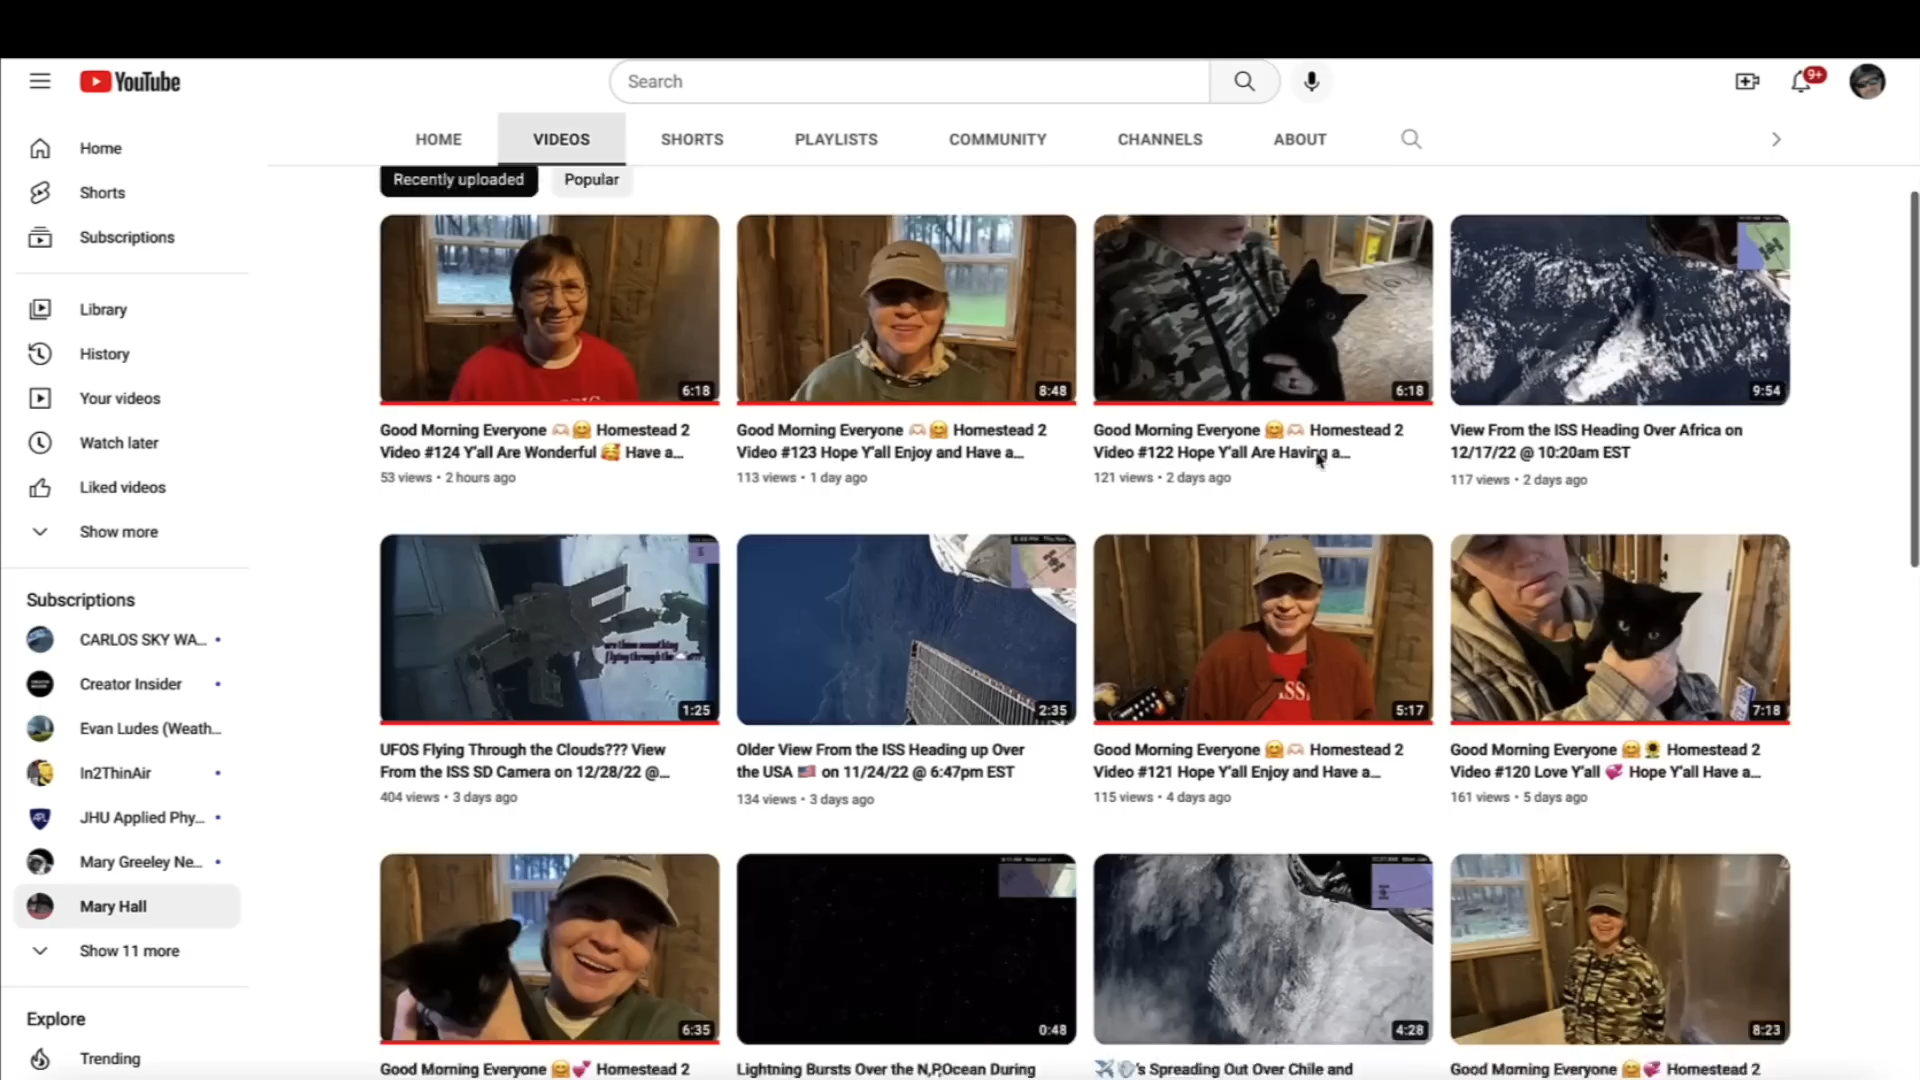 YouTube
Search
9+
HOME
VIDEOS
SHORTS
PLAYLISTS
COMMUNITY
CHANNELS
ABOUT
Home
Shorts
Subscriptions
Library
History
Your videos
Watch later
Liked videos
Show more
Subscriptions
CARLOS SKY WA...
Creator Insider
Evan Ludes (Weath...
In2ThinAir
JHU Applied Phy...
Mary Greeley Ne...
Mary Hall
Show 11 more
Explore
Trending
Recently uploaded
Popular
6:18
8:48
6:18
9:54
Good Morning Everyone 🫶🏻🤗 Homestead 2
Video #124 Y'all Are Wonderful 🥰 Have a...
53 views • 2 hours ago
Good Morning Everyone 🫶🏻🤗 Homestead 2
Video #123 Hope Y'all Enjoy and Have a...
113 views • 1 day ago
Good Morning Everyone 🤗🫶🏻 Homestead 2
Video #122 Hope Y'all Are Having a...
121 views • 2 days ago
View From the ISS Heading Over Africa on
12/17/22 @ 10:20am EST
117 views • 2 days ago
are those something
flying through the
1:25
2:35
5:17
7:18
UFOS Flying Through the Clouds??? View
From the ISS SD Camera on 12/28/22 @...
404 views • 3 days ago
Older View From the ISS Heading up Over
the USA 🇺🇸 on 11/24/22 @ 6:47pm EST
134 views • 3 days ago
Good Morning Everyone 🤗🫶🏻 Homestead 2
Video #121 Hope Y'all Enjoy and Have a...
115 views • 4 days ago
Good Morning Everyone 🤗🌻 Homestead 2
Video #120 Love Y'all 💞 Hope Y'all Have a...
161 views • 5 days ago
6:35
0:48
4:28
8:23
Good Morning Everyone 🤗💕 Homestead 2
Lightning Bursts Over the N,P,Ocean During
's Spreading Out Over Chile and
Good Morning Everyone 🤗💞 Homestead 2